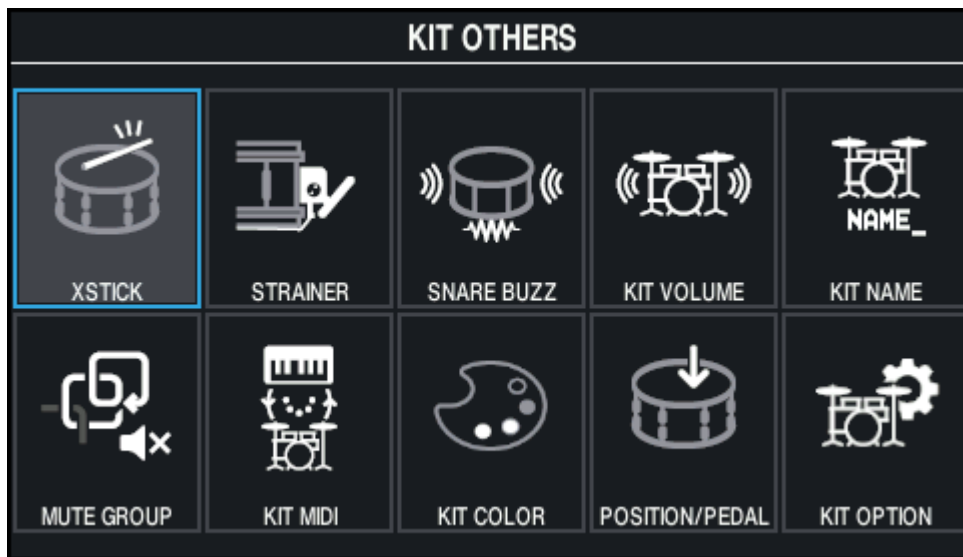 KIT OTHERS
XSTICK
STRAINER
SNARE BUZZ
KIT VOLUME
NAME_
KIT NAME
MUTE GROUP
KIT MIDI
KIT COLOR
POSITION/PEDAL
KIT OPTION